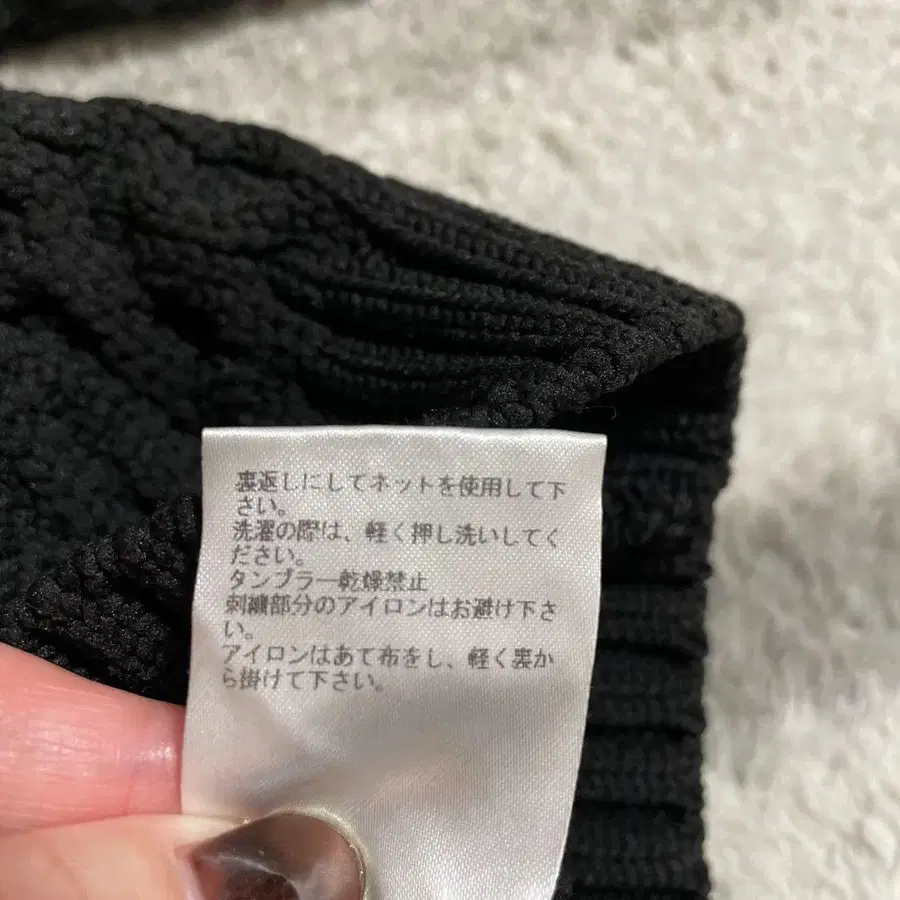 裏返しにしてネットを使用して下
さい。
洗濯の際は、軽く押し洗いしてく
ださい。
タンブラー乾燥禁止
刺繍部分のアイロンはお避け下さ
い。
アイロンはあて布をし、軽く裏か
ら掛けて下さい。